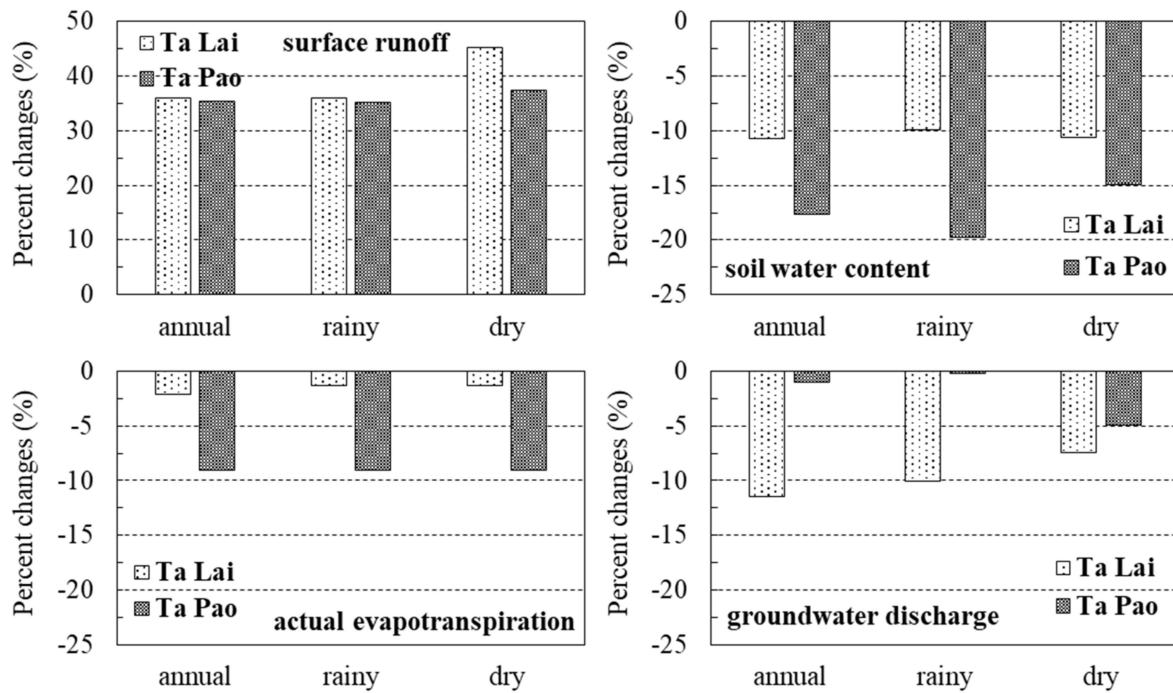 Percent changes (%)
50
40
30
20
10
0
Ta Lai
Ta Pao
surface runoff
annual
rainy
dry
Percent changes (%)
0
-5
-10
-15
-20
-25
Ta Lai
Ta Pao
soil water content
annual
rainy
dry
Percent changes (%)
0
-5
-10
-15
-20
-25
Ta Lai
Ta Pao
actual evapotranspiration
annual
rainy
dry
Percent changes (%)
0
-5
-10
-15
-20
-25
Ta Lai
Ta Pao
groundwater discharge
annual
rainy
dry